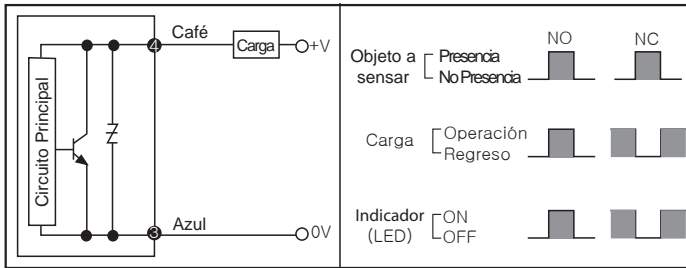 Circuito Principal
4
Café
Carga
+V
3
Azul
0V
NO
NC
Objeto a
sensar
Presencia
No Presencia
Carga
Operación
Regreso
Indicador
(LED)
ON
OFF